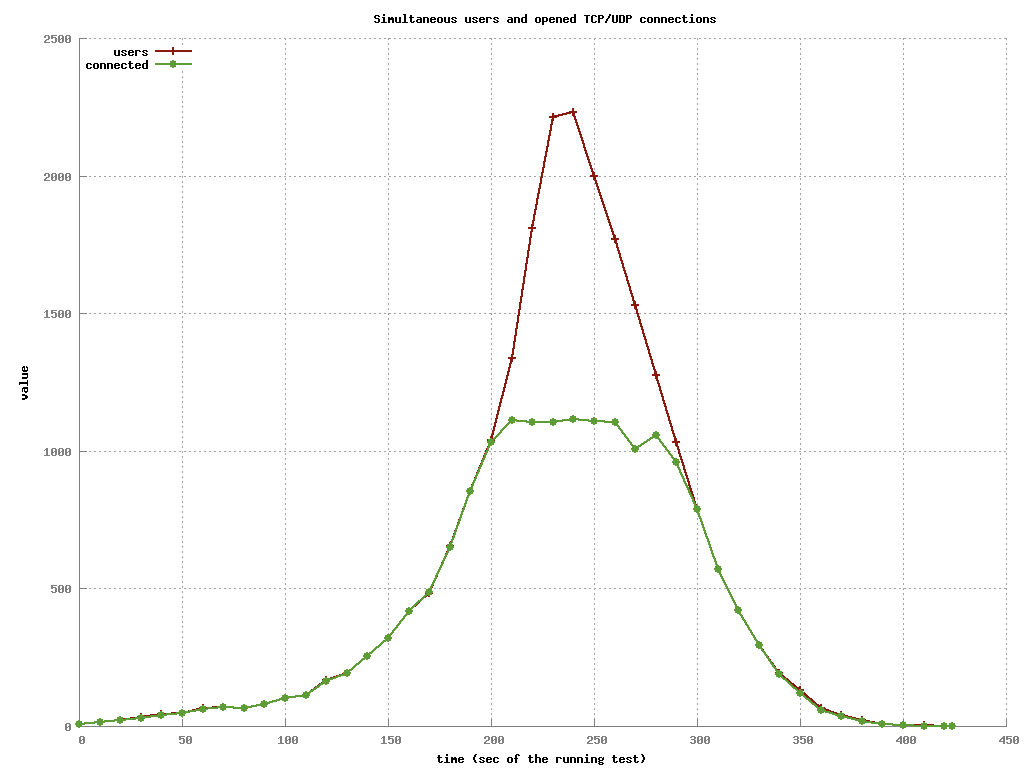 Simultaneous users and opened TCP/UDP connections
2500
users
connected
2000
1500
value
1000
500
0
0 50 100 150 200 250 300 350 400 450
time (sec of the running test)